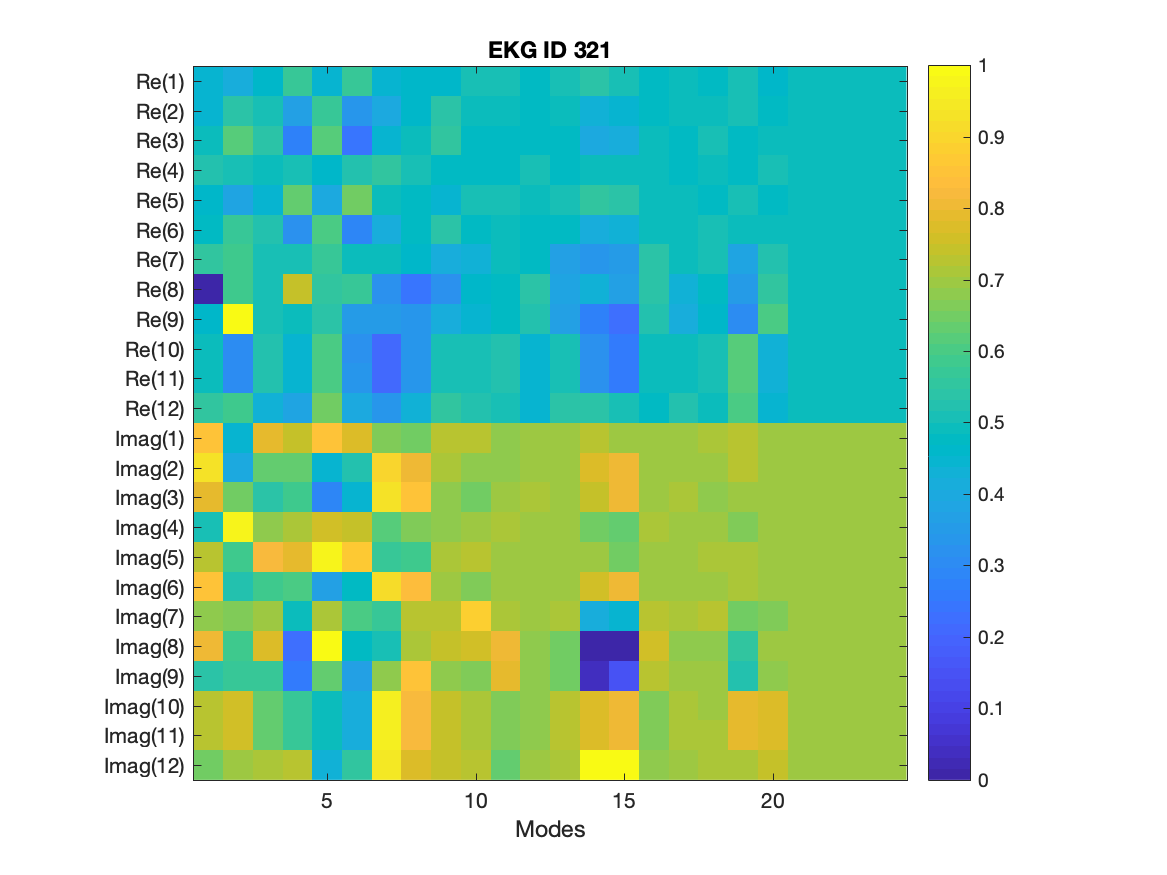 EKG ID 321
Re(1)
Re(2)
Re(3)
Re(4)
Re(5)
Re(6)
Re(7)
Re(8)
Re(9)
Re(10)
Re(11)
Re(12)
Imag(1)
Imag(2)
Imag(3)
Imag(4)
Imag(5)
Imag(6)
Imag(7)
Imag(8)
Imag(9)
Imag(10)
Imag(11)
Imag(12)
5 10 15 20
Modes
1
0.9
0.8
0.7
0.6
0.5
0.4
0.3
0.2
0.1
0